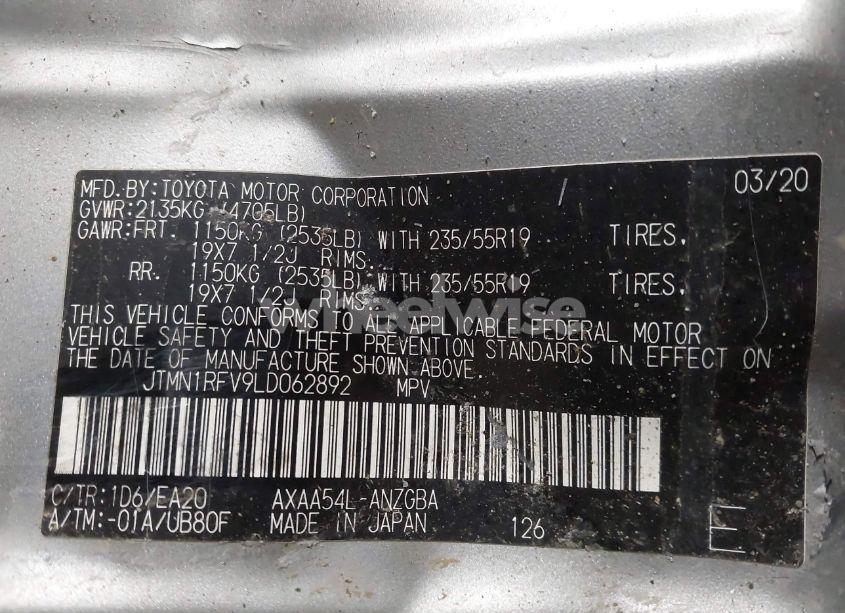 MFD.BY:TOYOTA MOTOR CORPORATION 03/20
GVWR:2135KG (4705LB)
GAWR:FRT. 1150KG (2535LB) WITH 235/55R19 TIRES.
19X7 1/2J RIMS.
RR. 1150KG (2535LB) WITH 235/55R19 TIRES.
19X7 1/2J RIMS.
wheelwise
THIS VEHICLE CONFORMS TO ALL APPLICABLE FEDERAL MOTOR
VEHICLE SAFETY AND THEFT PREVENTION STANDARDS IN EFFECT ON
THE DATE OF MANUFACTURE SHOWN ABOVE.
JTMN1RFV9LD062892 MPV
C/TR:1D6/EA20 AXAA54L-ANZGBA
A/TM:-01A/UB80F MADE IN JAPAN 126 E